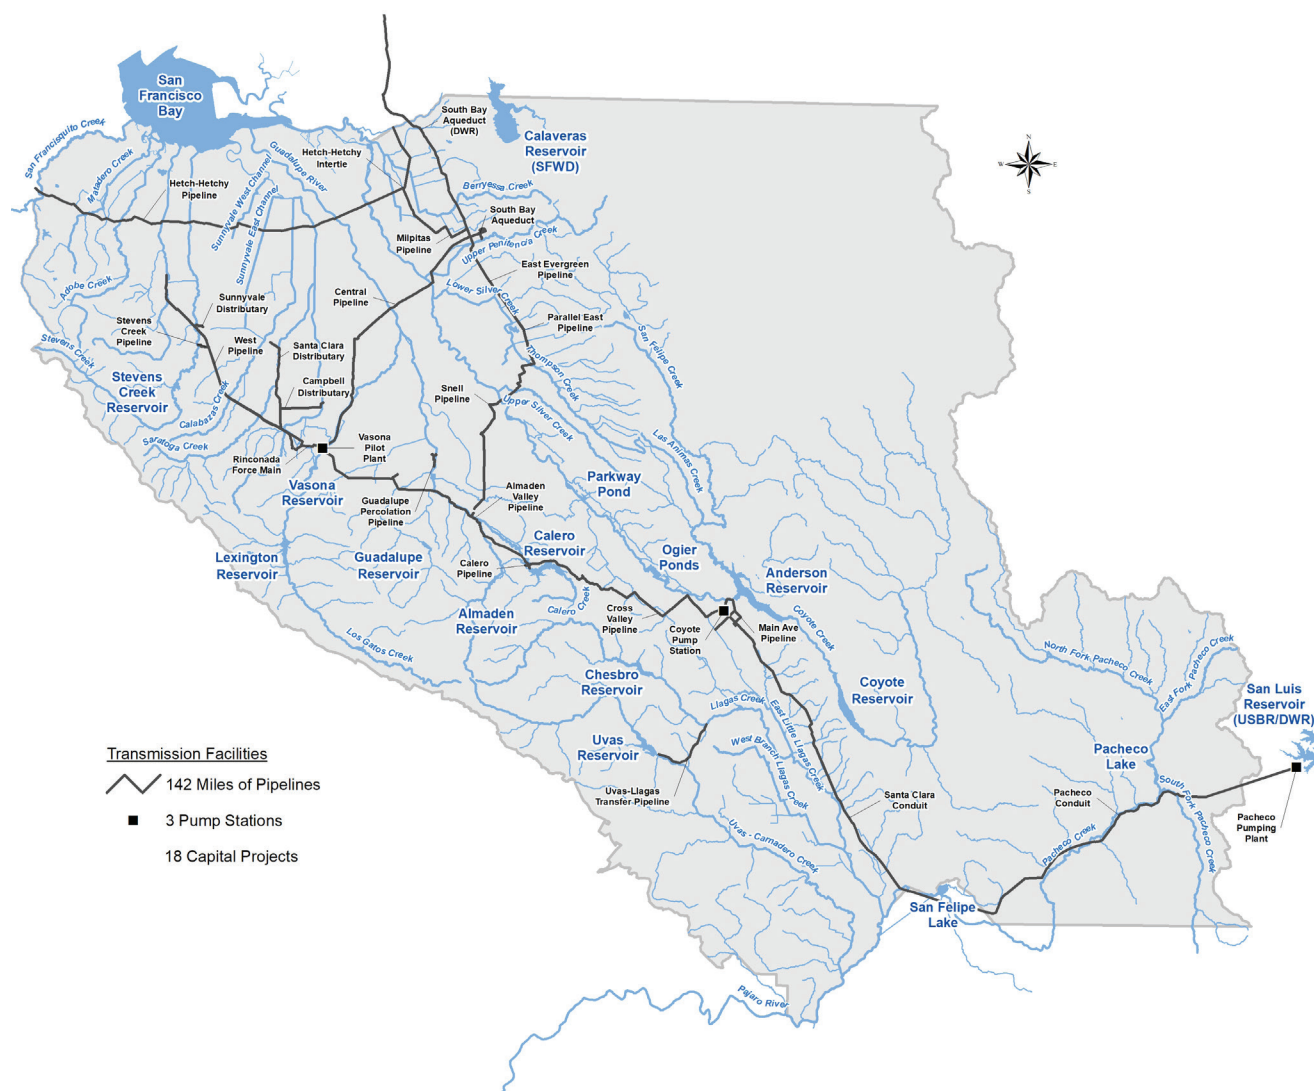 San
Francisco
Bay
San Francisquito Creek
Matadero Creek
Hetch-Hetchy
Pipeline
Sunnyvale West Channel
Sunnyvale East Channel
Guadalupe River
Hetch-Hetchy
Intertie
South Bay
Aqueduct
(DWR)
Calaveras
Reservoir
(SFWD)
N
W
E
S
Berryessa Creek
South Bay
Aqueduct
Milpitas
Pipeline
Upper Penitencia Creek
East Evergreen
Pipeline
Adobe Creek
Lower Silver Creek
Sunnyvale
Distributary
Central
Pipeline
Parallel East
Pipeline
San Felipe Creek
Stevens
Creek
Pipeline
West
Pipeline
Santa Clara
Distributary
Stevens Creek
Thompson Creek
Stevens
Creek
Reservoir
Campbell
Distributary
Snell
Pipeline
Upper Silver Creek
Calabazas Creek
Saratoga Creek
Las Animas Creek
Rinconada
Force Main
Vasona
Pilot
Plant
Vasona
Reservoir
Guadalupe
Percolation
Pipeline
Almaden
Valley
Pipeline
Parkway
Pond
Lexington
Reservoir
Guadalupe
Reservoir
Calero
Reservoir
Calero
Pipeline
Ogier
Ponds
Anderson
Reservoir
Almaden
Reservoir
Calero Creek
Cross
Valley
Pipeline
Coyote
Pump
Station
Main Ave
Pipeline
Coyote Creek
Los Gatos Creek
North Fork Pacheco Creek
East Fork Pacheco Creek
Chesbro
Reservoir
Coyote
Reservoir
San Luis
Reservoir
(USBR/DWR)
Llagas Creek
East Little Llagas Creek
West Branch Llagas Creek
Uvas
Reservoir
Pacheco
Lake
Transmission Facilities
142 Miles of Pipelines
3 Pump Stations
18 Capital Projects
Uvas-Llagas
Transfer Pipeline
Santa Clara
Conduit
Pacheco
Conduit
South Fork Pacheco Creek
Pacheco
Pumping
Plant
Uvas - Carnadero Creek
Pacheco Creek
San Felipe
Lake
Pajaro River